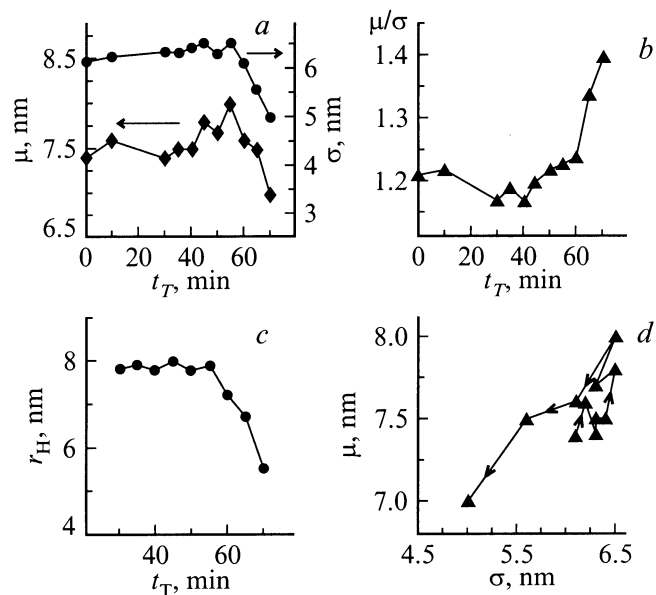 a
μ, nm
8.5
7.5
6.5
6
5
4
3
σ, nm
0 20 40 60
t_T, min
μ/σ
b
1.4
1.3
1.2
0 20 40 60
t_T, min
c
r_H, nm
8
6
4
40 60
t_T, min
d
μ, nm
8.0
7.5
7.0
4.5 5.5 6.5
σ, nm